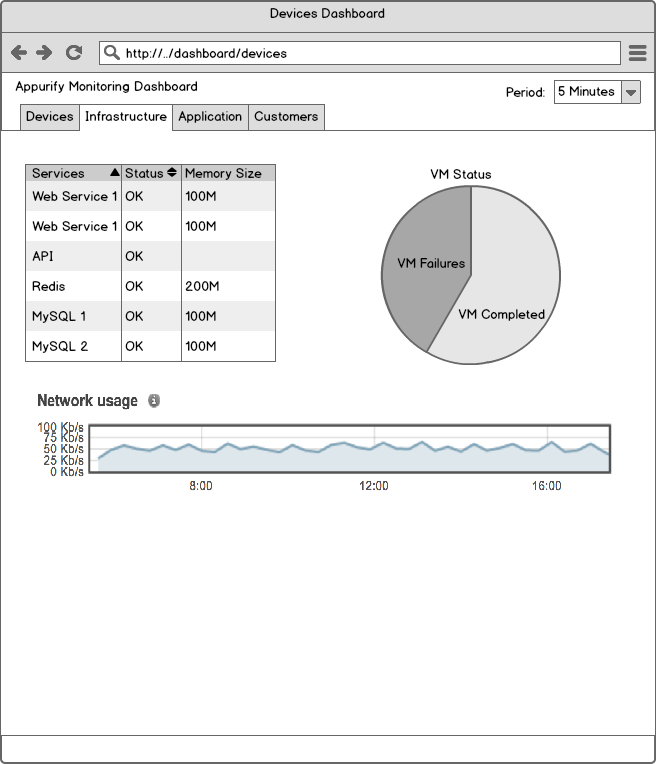 Devices Dashboard
http://../dashboard/devices
Appurify Monitoring Dashboard
Period: 5 Minutes
Devices Infrastructure Application Customers
Services Status Memory Size
Web Service 1 OK 100M
Web Service 1 OK 100M
API OK
Redis OK 200M
MySQL 1 OK 100M
MySQL 2 OK 100M
VM Status
VM Failures
VM Completed
Network usage
100 Kb/s
75 Kb/s
50 Kb/s
25 Kb/s
0 Kb/s
8:00 12:00 16:00